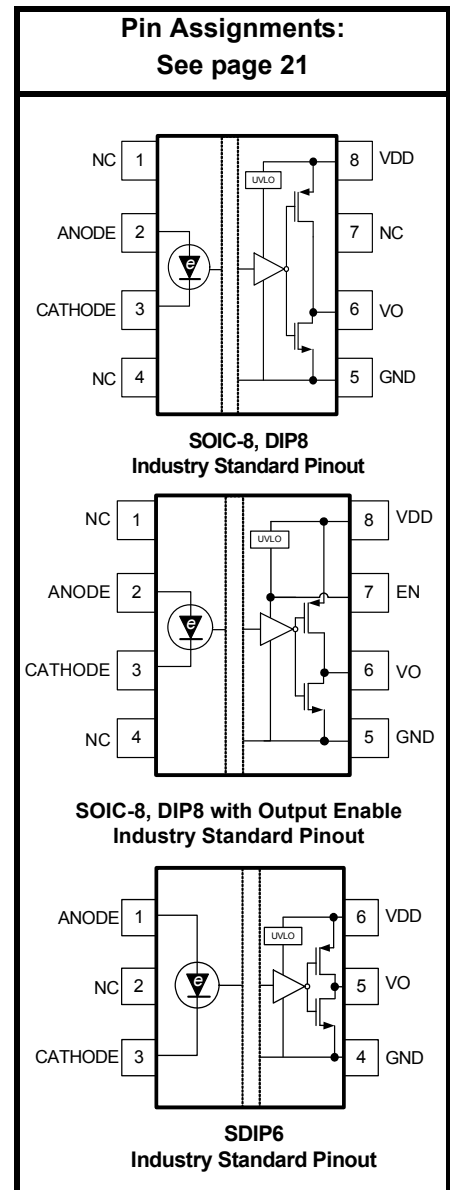 Pin Assignments:
See page 21
NC 1
8 VDD
UVLO
ANODE 2
7 NC
e
CATHODE 3
6 VO
NC 4
5 GND
SOIC-8, DIP8
Industry Standard Pinout
NC 1
8 VDD
UVLO
ANODE 2
7 EN
e
CATHODE 3
6 VO
NC 4
5 GND
SOIC-8, DIP8 with Output Enable
Industry Standard Pinout
ANODE 1
6 VDD
UVLO
NC 2
e
5 VO
CATHODE 3
4 GND
SDIP6
Industry Standard Pinout